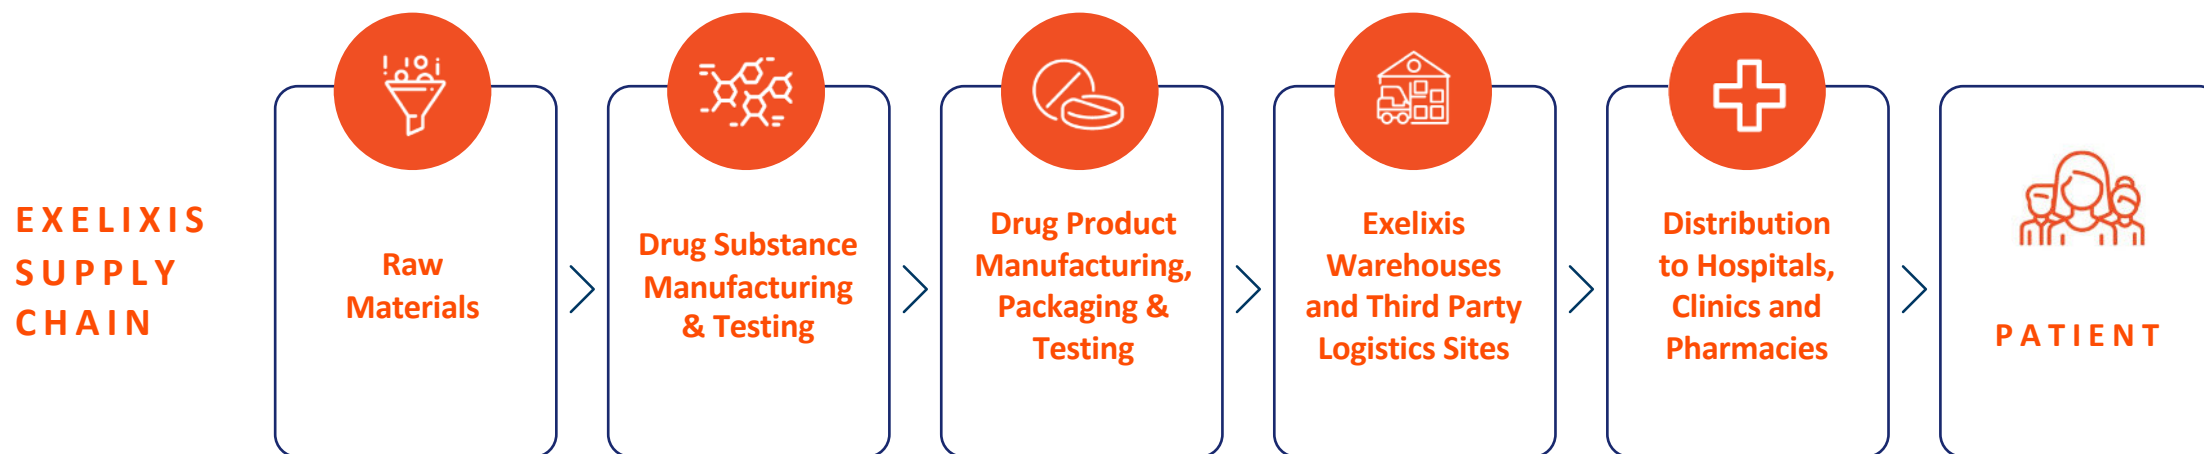 EXELIXIS
SUPPLY
CHAIN
Raw
Materials
Drug Substance
Manufacturing
& Testing
Drug Product
Manufacturing,
Packaging &
Testing
Exelixis
Warehouses
and Third Party
Logistics Sites
Distribution
to Hospitals,
Clinics and
Pharmacies
PATIENT